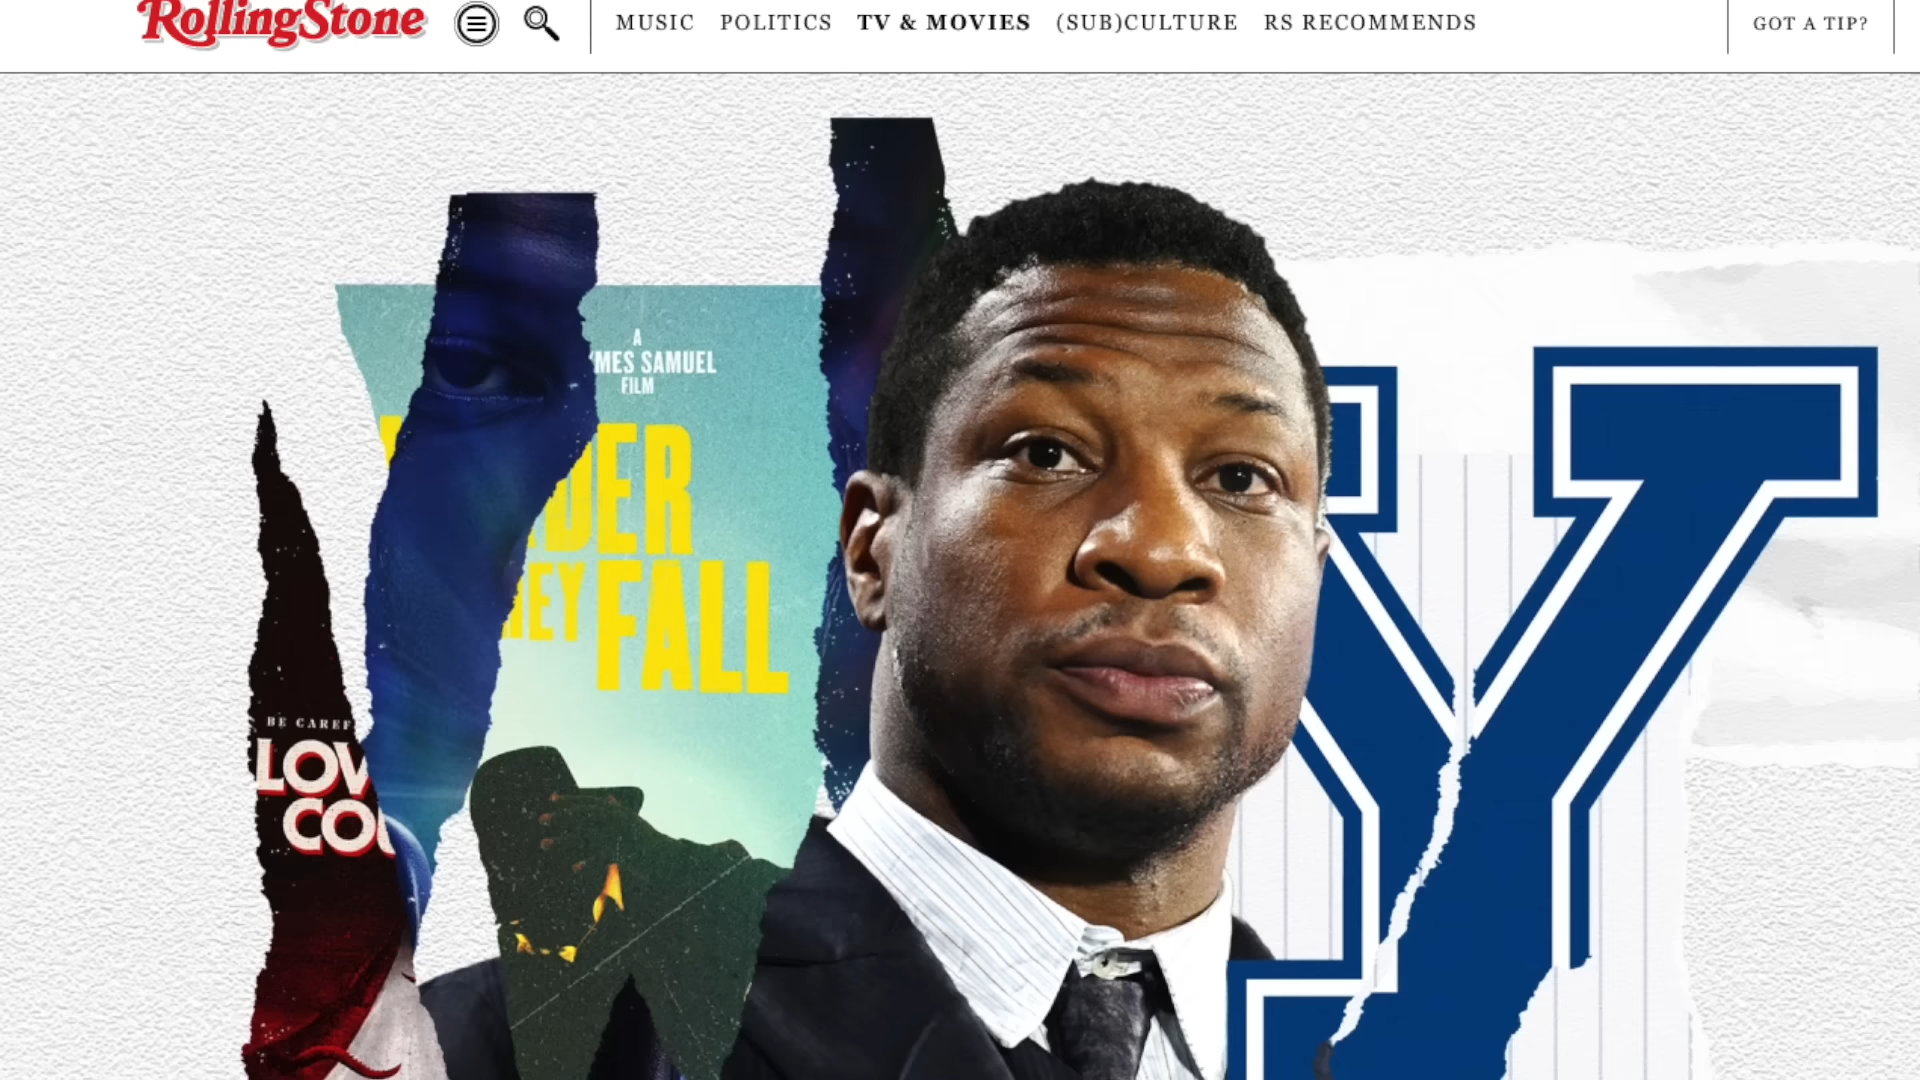 RollingStone
MUSIC POLITICS TV & MOVIES (SUB)CULTURE RS RECOMMENDS
GOT A TIP?
A
MES SAMUEL
FILM
DER
HEY FALL
BE CAREF
LOV
COU
Y